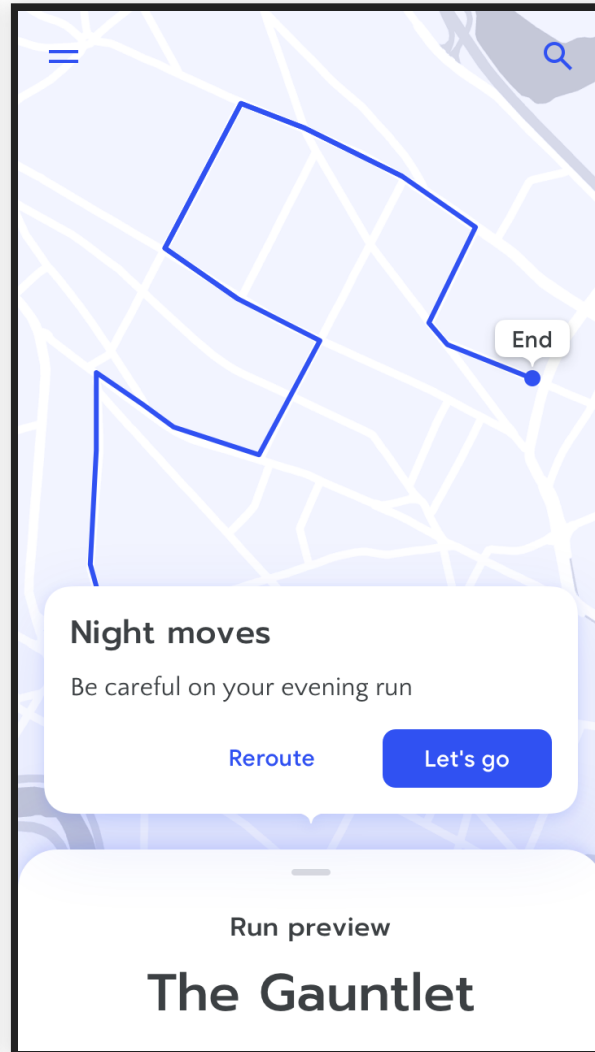 End
Night moves
Be careful on your evening run
Reroute
Let's go
Run preview
The Gauntlet